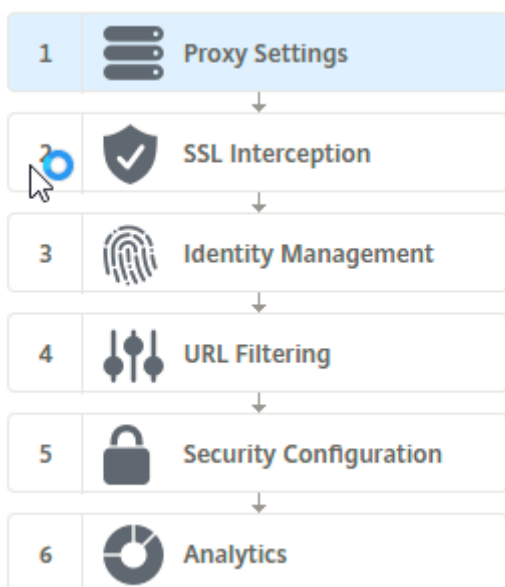 1 Proxy Settings
2 SSL Interception
3 Identity Management
4 URL Filtering
5 Security Configuration
6 Analytics